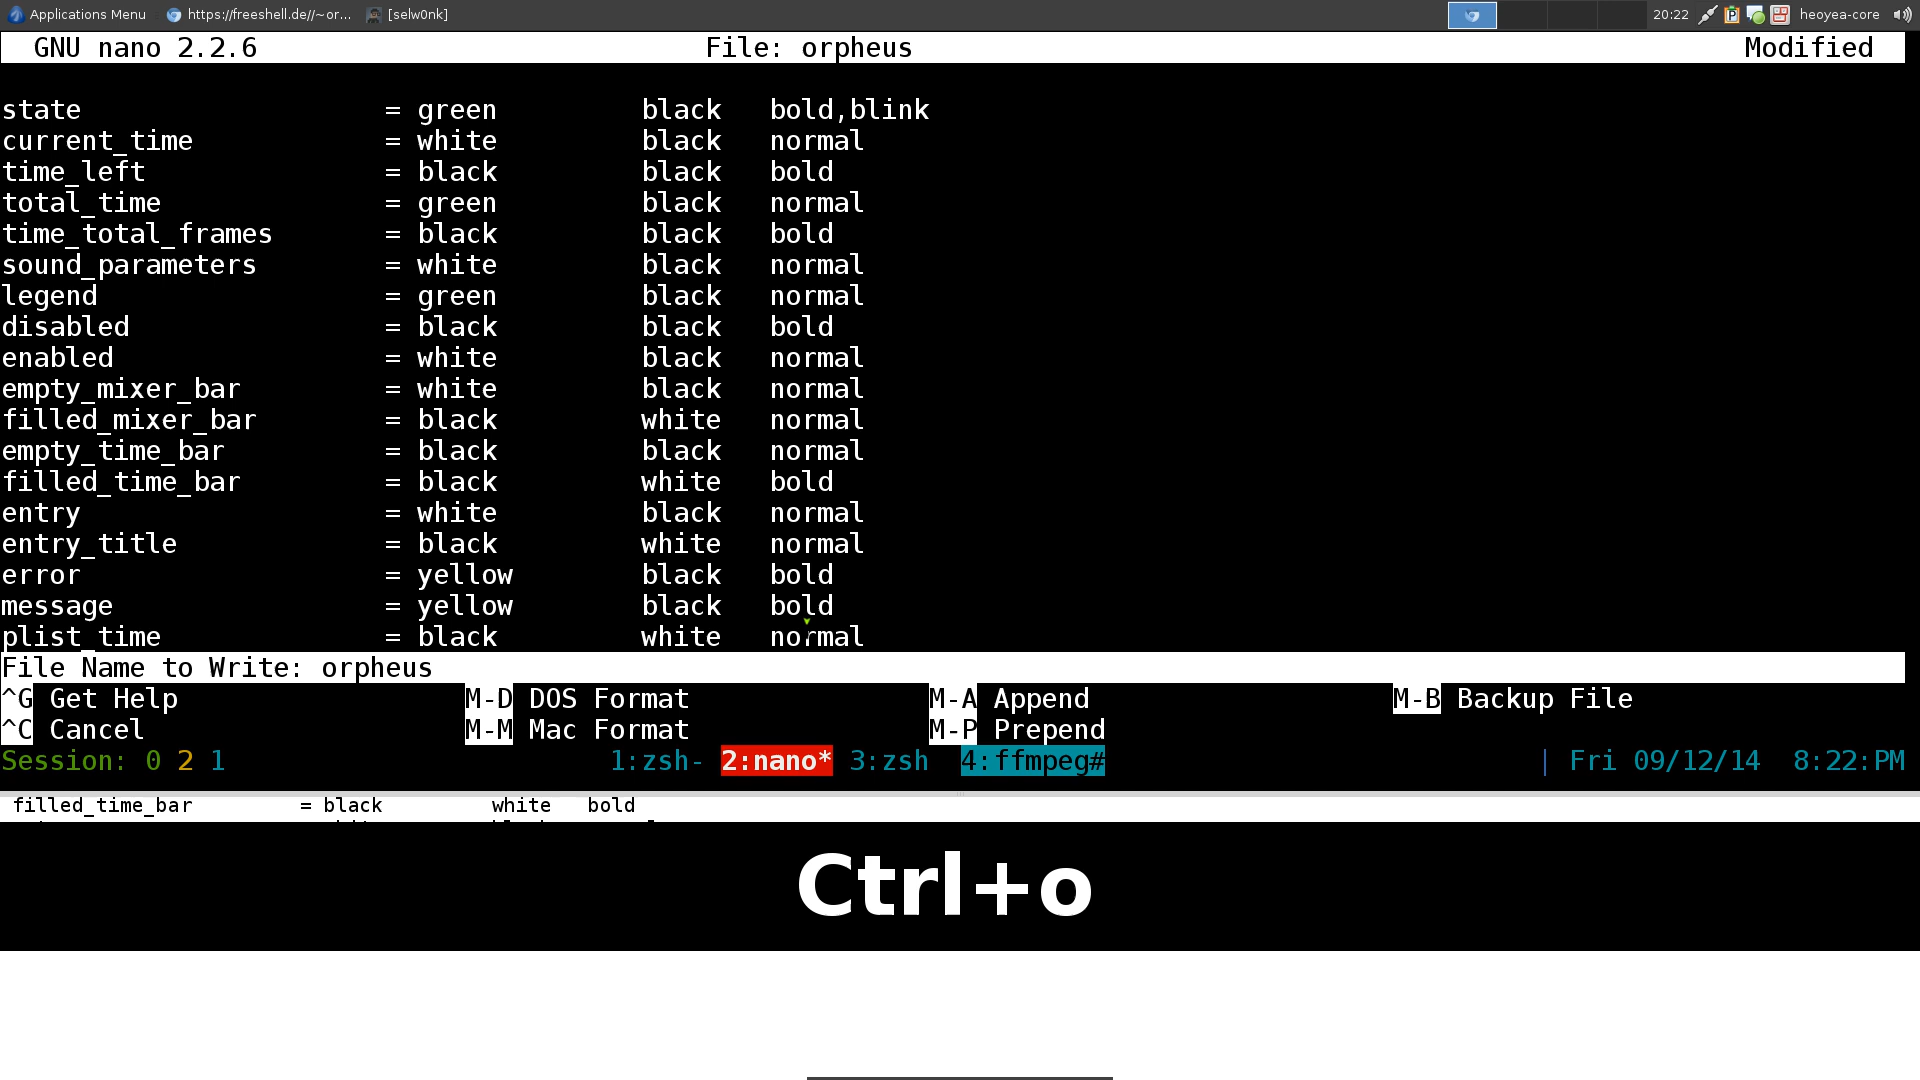 Applications Menu https://freeshell.de//~or... [selw0nk] 20:22 heoyea-core
GNU nano 2.2.6 File: orpheus Modified
state = green black bold,blink
current_time = white black normal
time_left = black black bold
total_time = green black normal
time_total_frames = black black bold
sound_parameters = white black normal
legend = green black normal
disabled = black black bold
enabled = white black normal
empty_mixer_bar = white black normal
filled_mixer_bar = black white normal
empty_time_bar = black black normal
filled_time_bar = black white bold
entry = white black normal
entry_title = black white normal
error = yellow black bold
message = yellow black bold
plist_time = black white normal
File Name to Write: orpheus
^G Get Help M-D DOS Format M-A Append M-B Backup File
^C Cancel M-M Mac Format M-P Prepend
Session: 0 2 1 1:zsh- 2:nano* 3:zsh 4:ffmpeg# | Fri 09/12/14 8:22:PM
filled_time_bar = black white bold
Ctrl+o